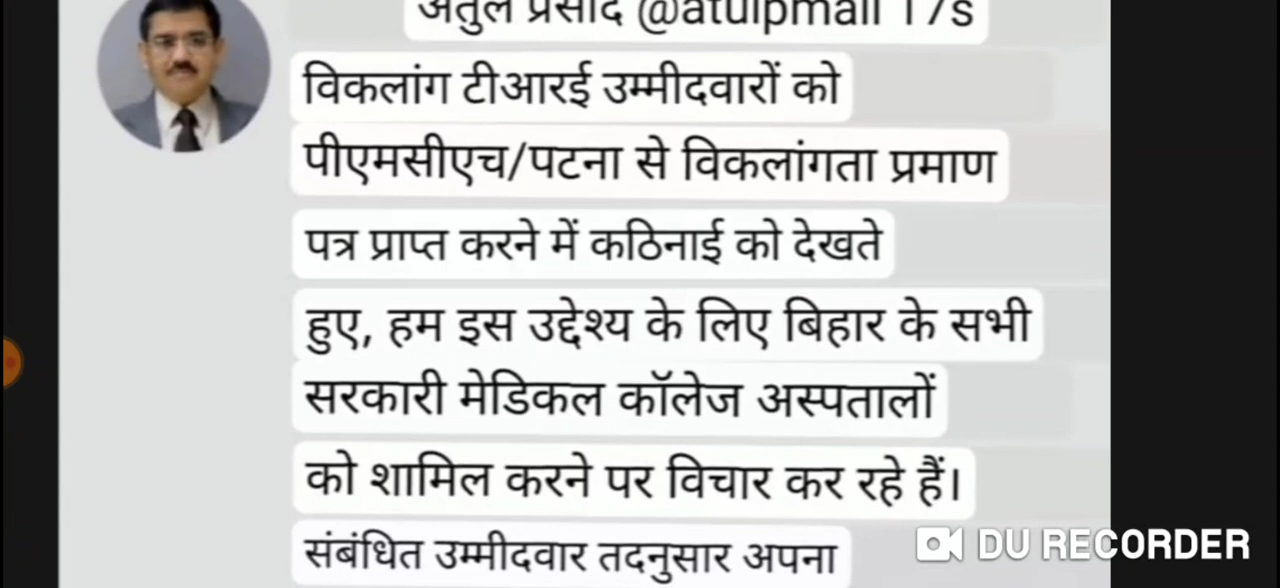 अतुल प्रसाद @atulpmail 17s
विकलांग टीआरई उम्मीदवारों को
पीएमसीएच/पटना से विकलांगता प्रमाण
पत्र प्राप्त करने में कठिनाई को देखते
हुए, हम इस उद्देश्य के लिए बिहार के सभी
सरकारी मेडिकल कॉलेज अस्पतालों
को शामिल करने पर विचार कर रहे हैं।
संबंधित उम्मीदवार तदनुसार अपना
DU RECORDER